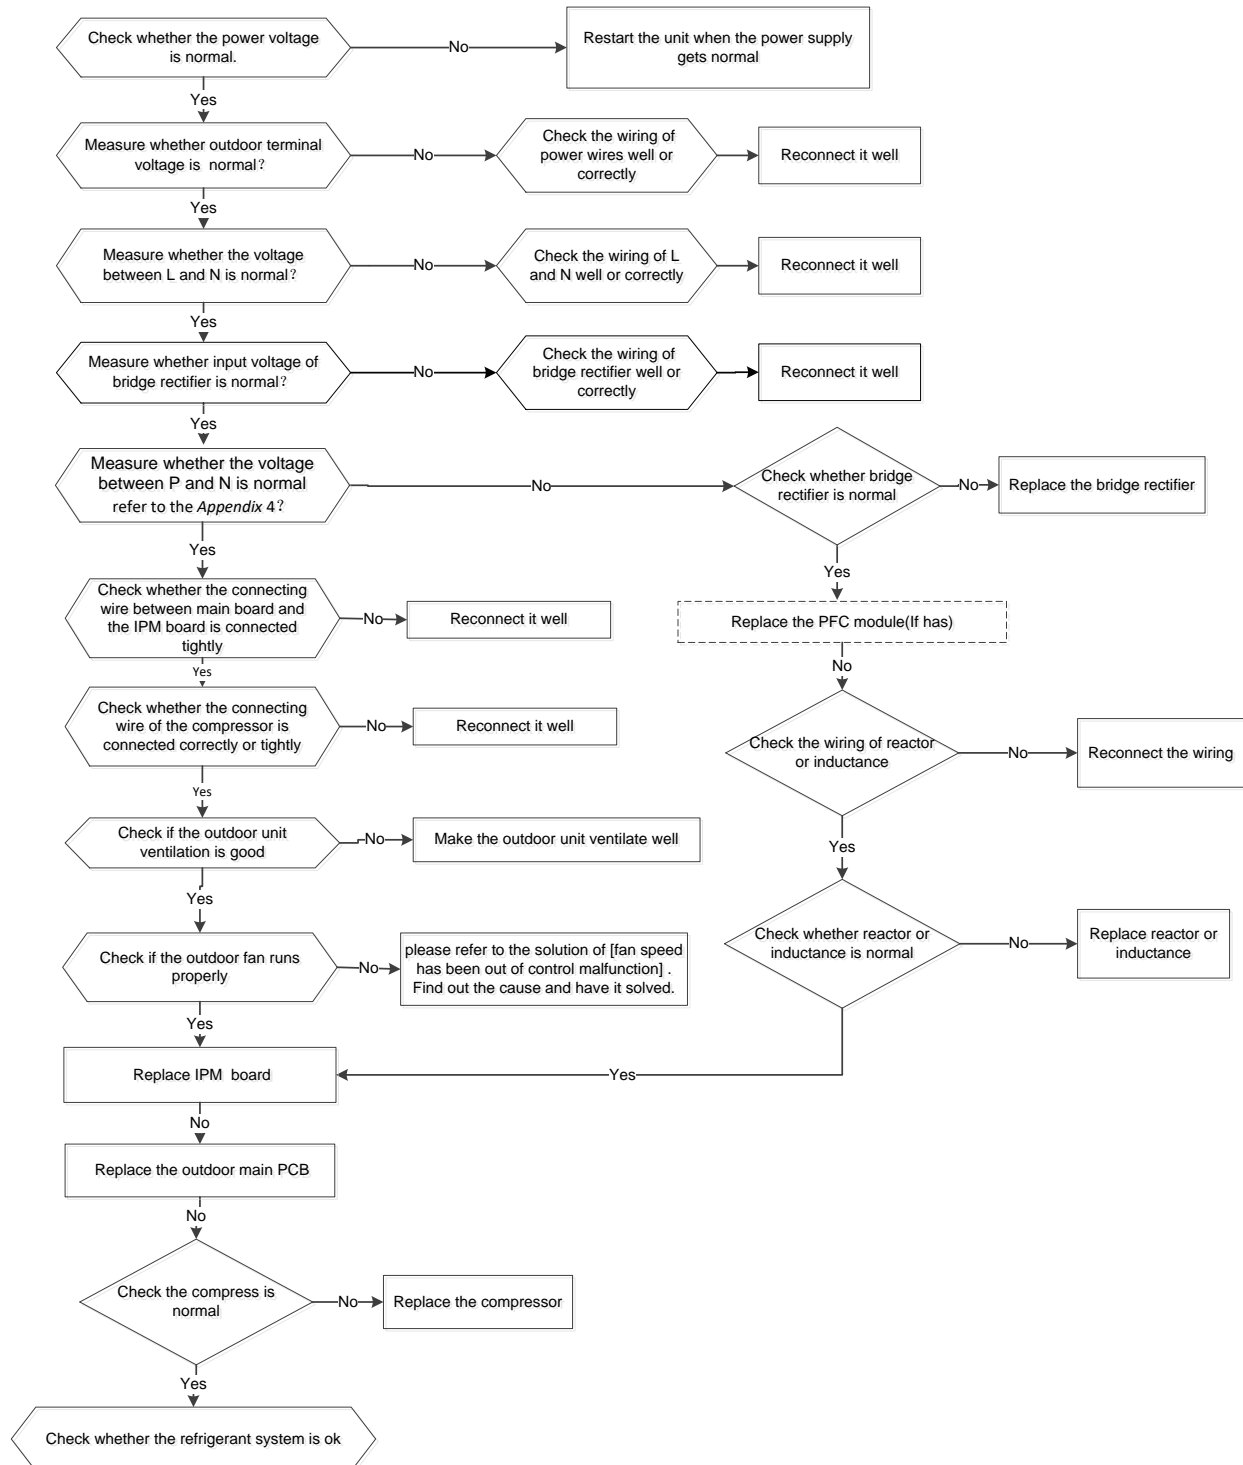 Check whether the power voltage
is normal.
No
Restart the unit when the power supply
gets normal
Yes
Measure whether outdoor terminal
voltage is  normal？
No
Check the wiring of
power wires well or
correctly
Reconnect it well
Yes
Measure whether the voltage
between L and N is normal？
No
Check the wiring of L
and N well or correctly
Reconnect it well
Yes
Measure whether input voltage of
bridge rectifier is normal？
No
Check the wiring of
bridge rectifier well or
correctly
Reconnect it well
Yes
Measure whether the voltage
between P and N is normal
refer to the Appendix 4？
No
Check whether bridge
rectifier is normal
No
Replace the bridge rectifier
Yes
Yes
Check whether the connecting
wire between main board and
the IPM board is connected
tightly
No
Reconnect it well
Replace the PFC module(If has)
No
Yes
Check whether the connecting
wire of the compressor is
connected correctly or tightly
No
Reconnect it well
Check the wiring of reactor
or inductance
No
Reconnect the wiring
Yes
Check if the outdoor unit
ventilation is good
No
Make the outdoor unit ventilate well
Yes
Yes
Check if the outdoor fan runs
properly
No
please refer to the solution of [fan speed
has been out of control malfunction] .
Find out the cause and have it solved.
Check whether reactor or
inductance is normal
No
Replace reactor or
inductance
Yes
Replace IPM  board
Yes
No
Replace the outdoor main PCB
No
Check the compress is
normal
No
Replace the compressor
Yes
Check whether the refrigerant system is ok